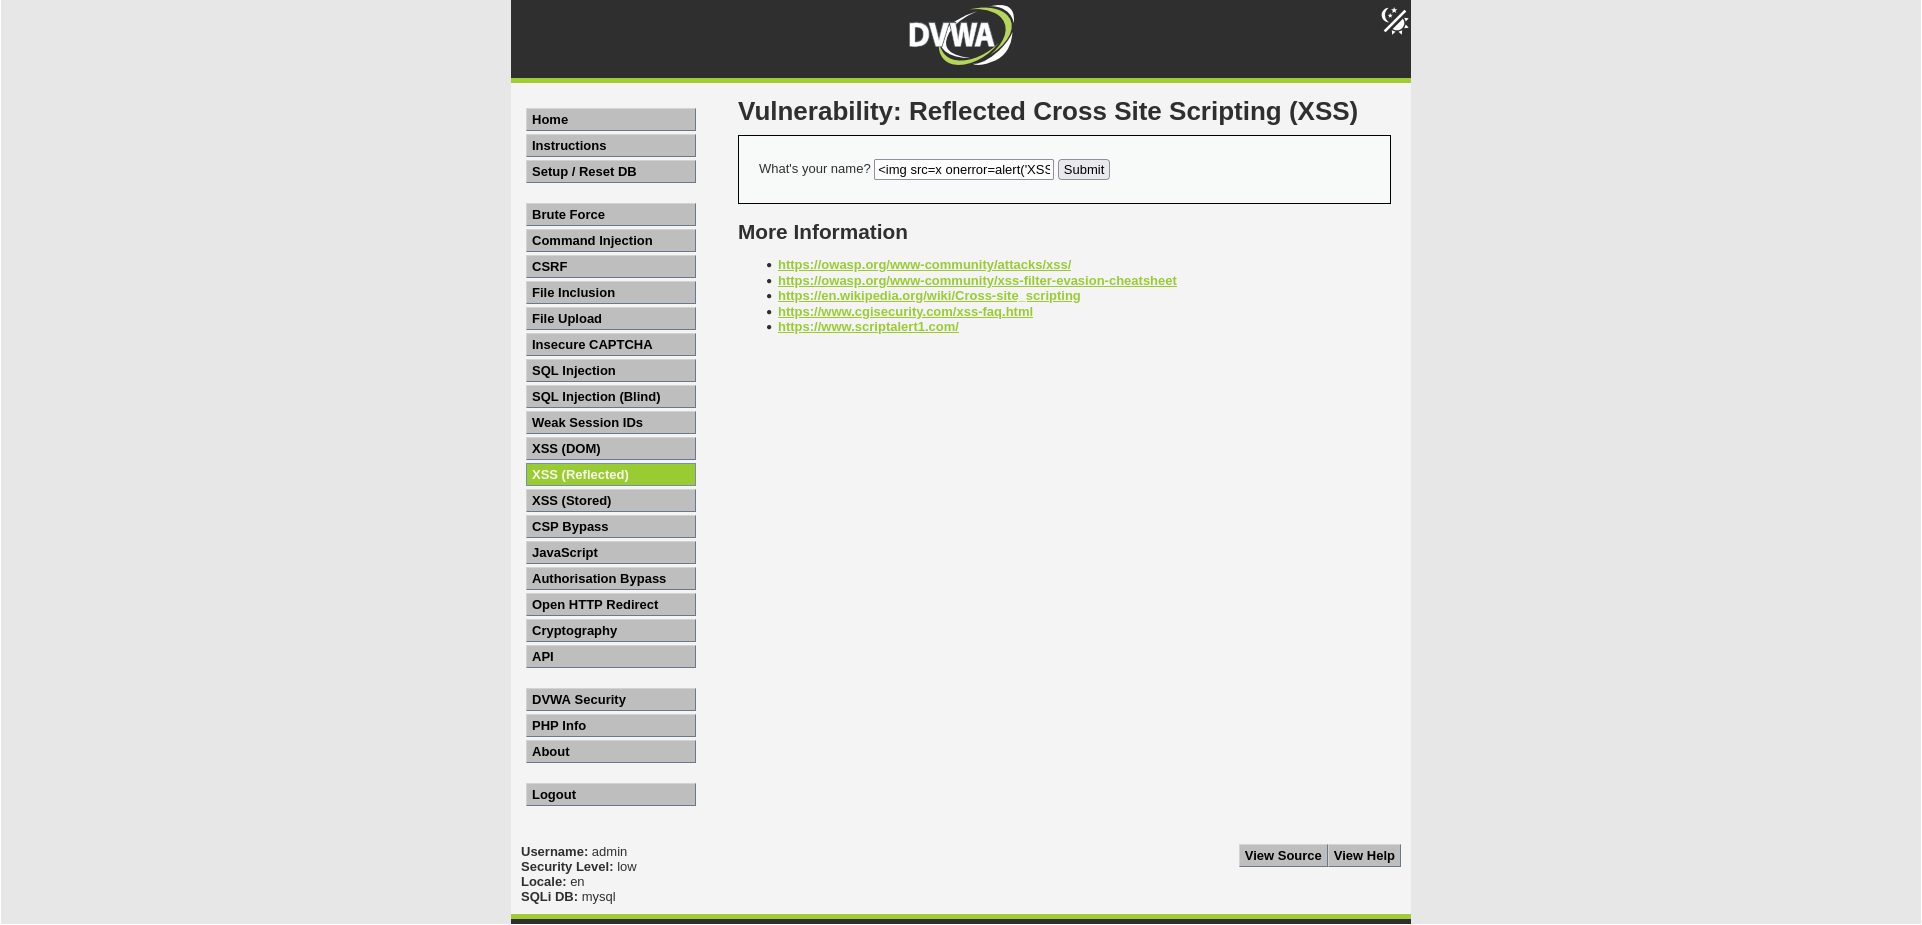 DVWA
Home
Instructions
Setup / Reset DB
Brute Force
Command Injection
CSRF
File Inclusion
File Upload
Insecure CAPTCHA
SQL Injection
SQL Injection (Blind)
Weak Session IDs
XSS (DOM)
XSS (Reflected)
XSS (Stored)
CSP Bypass
JavaScript
Authorisation Bypass
Open HTTP Redirect
Cryptography
API
DVWA Security
PHP Info
About
Logout
Vulnerability: Reflected Cross Site Scripting (XSS)
What's your name? <img src=x onerror=alert('XSS Submit
More Information
• https://owasp.org/www-community/attacks/xss/
• https://owasp.org/www-community/xss-filter-evasion-cheatsheet
• https://en.wikipedia.org/wiki/Cross-site_scripting
• https://www.cgisecurity.com/xss-faq.html
• https://www.scriptalert1.com/
Username: admin
Security Level: low
Locale: en
SQLi DB: mysql
View Source View Help